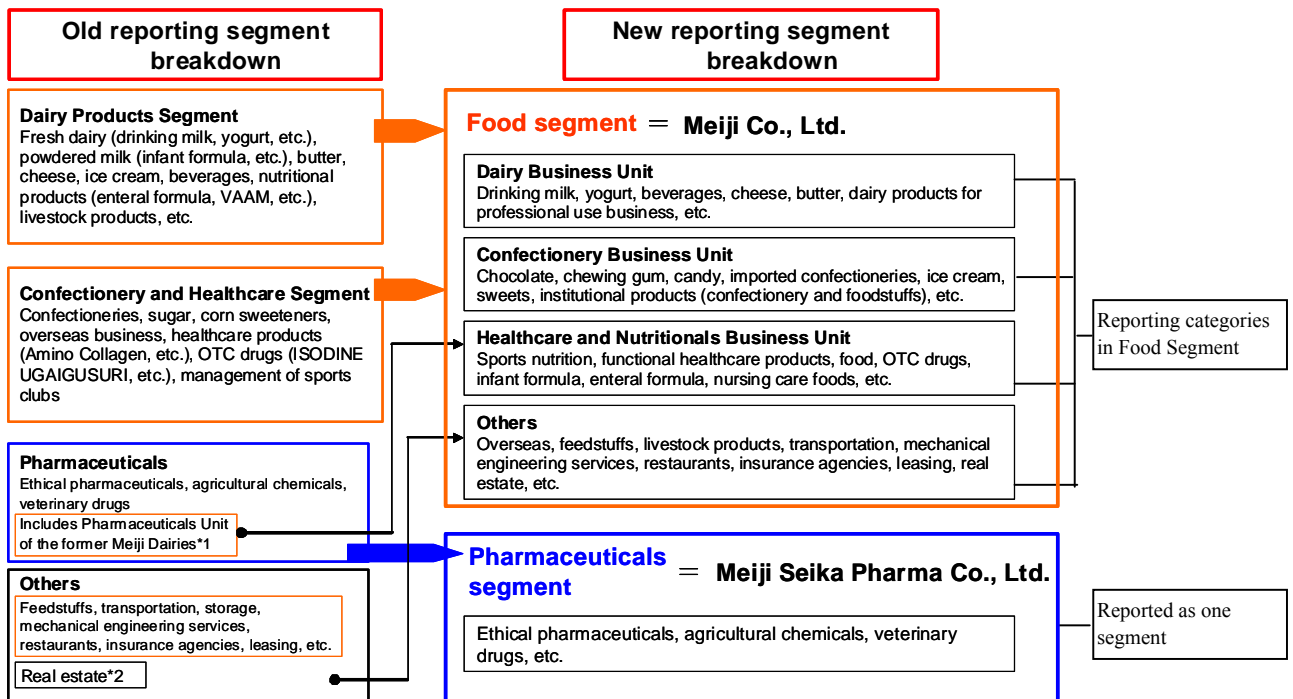 Old reporting segment
breakdown
Dairy Products Segment
Fresh dairy (drinking milk, yogurt, etc.),
powdered milk (infant formula, etc.), butter,
cheese, ice cream, beverages, nutritional
products (enteral formula, VAAM, etc.),
livestock products, etc.
Confectionery and Healthcare Segment
Confectioneries, sugar, corn sweeteners,
overseas business, healthcare products
(Amino Collagen, etc.), OTC drugs (ISODINE
UGAIGUSURI, etc.), management of sports
clubs
Pharmaceuticals
Ethical pharmaceuticals, agricultural chemicals,
veterinary drugs
Includes Pharmaceuticals Unit
of the former Meiji Dairies*1
Others
Feedstuffs, transportation, storage,
mechanical engineering services,
restaurants, insurance agencies, leasing, etc.
Real estate*2
New reporting segment
breakdown
Food segment = Meiji Co., Ltd.
Dairy Business Unit
Drinking milk, yogurt, beverages, cheese, butter, dairy products for
professional use business, etc.
Confectionery Business Unit
Chocolate, chewing gum, candy, imported confectioneries, ice cream,
sweets, institutional products (confectionery and foodstuffs), etc.
Healthcare and Nutritionals Business Unit
Sports nutrition, functional healthcare products, food, OTC drugs,
infant formula, enteral formula, nursing care foods, etc.
Others
Overseas, feedstuffs, livestock products, transportation, mechanical
engineering services, restaurants, insurance agencies, leasing, real
estate, etc.
Reporting categories
in Food Segment
Pharmaceuticals
segment = Meiji Seika Pharma Co., Ltd.
Ethical pharmaceuticals, agricultural chemicals, veterinary
drugs, etc.
Reported as one
segment